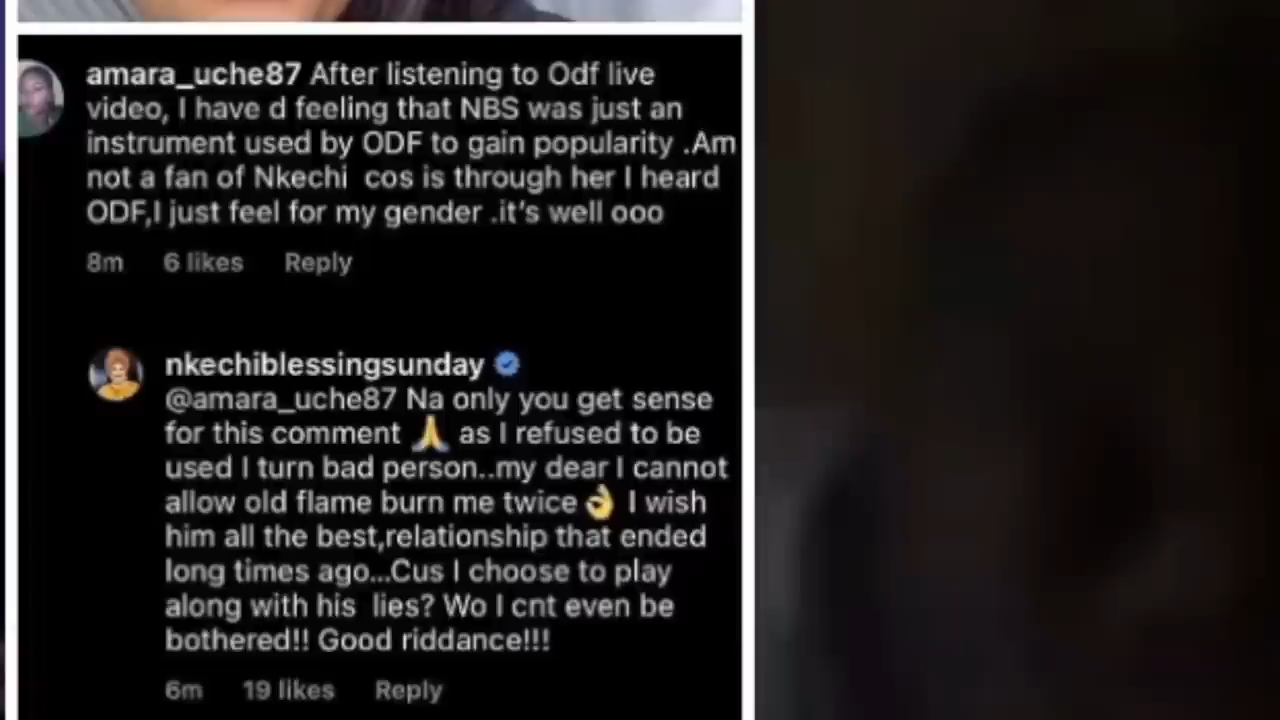 amara_uche87 After listening to Odf live
video, I have d feeling that NBS was just an
instrument used by ODF to gain popularity .Am
not a fan of Nkechi cos is through her I heard
ODF,I just feel for my gender .it's well ooo
8m 6 likes Reply
nkechiblessingsunday
@amara_uche87 Na only you get sense
for this comment 🙏 as I refused to be
used I turn bad person..my dear I cannot
allow old flame burn me twice👌 I wish
him all the best,relationship that ended
long times ago...Cus I choose to play
along with his lies? Wo I cnt even be
bothered!! Good riddance!!!
6m 19 likes Reply